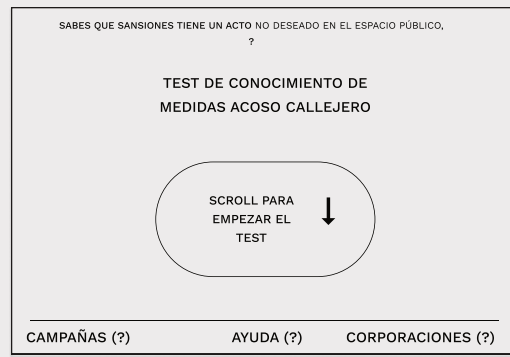 SABES QUE SANSIONES TIENE UN ACTO NO DESEADO EN EL ESPACIO PÚBLICO,
?
TEST DE CONOCIMIENTO DE
MEDIDAS ACOSO CALLEJERO
SCROLL PARA
EMPEZAR EL
TEST
CAMPAÑAS (?) AYUDA (?) CORPORACIONES (?)